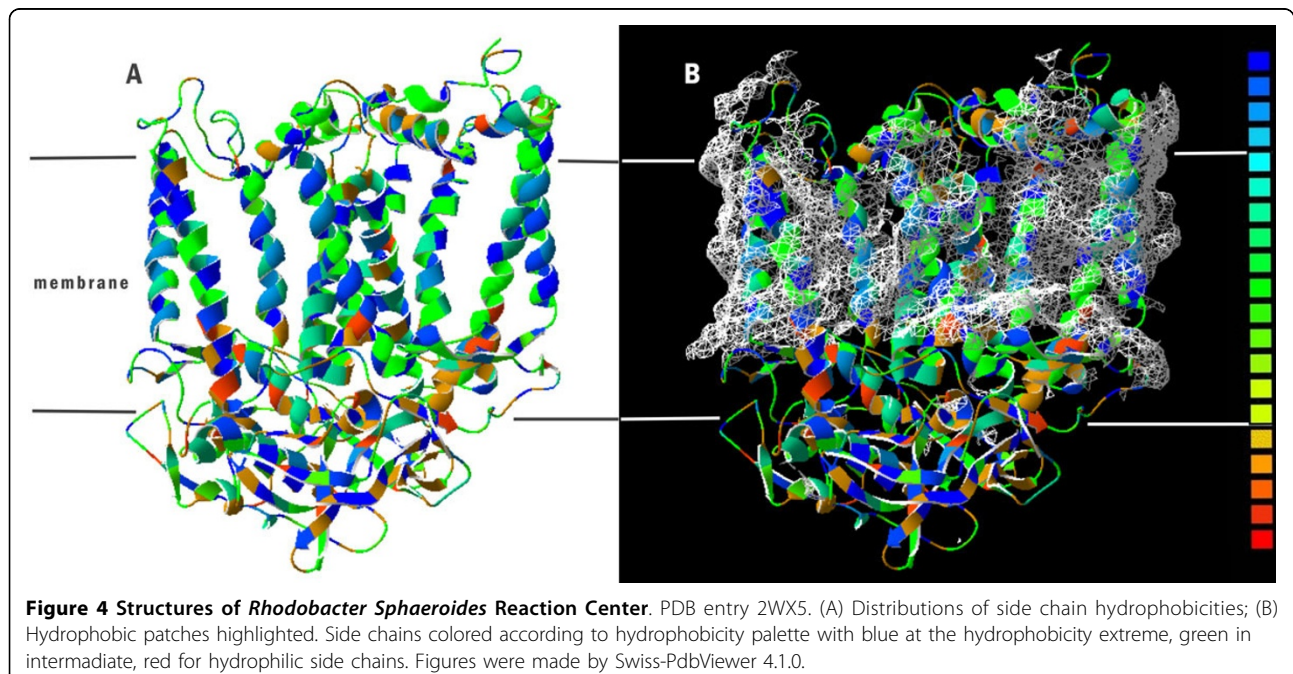 A
B
membrane
Figure 4 Structures of Rhodobacter Sphaeroides Reaction Center. PDB entry 2WX5. (A) Distributions of side chain hydrophobicities; (B)
Hydrophobic patches highlighted. Side chains colored according to hydrophobicity palette with blue at the hydrophobicity extreme, green in
intermadiate, red for hydrophilic side chains. Figures were made by Swiss-PdbViewer 4.1.0.